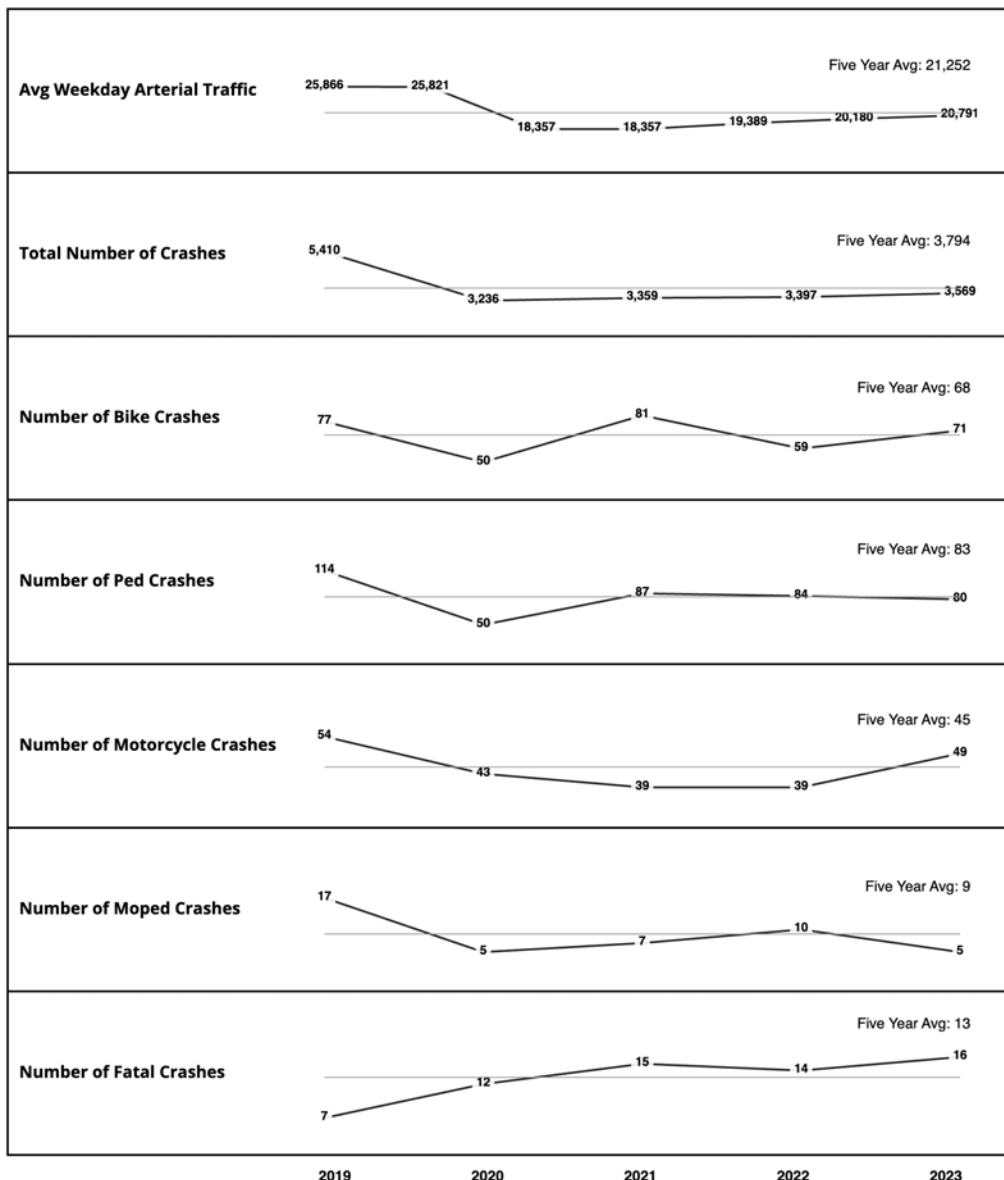 Five Year Avg: 21,252
Avg Weekday Arterial Traffic
25,866 25,821 18,357 18,357 19,389 20,180 20,791
Five Year Avg: 3,794
Total Number of Crashes
5,410 3,236 3,359 3,397 3,569
Five Year Avg: 68
Number of Bike Crashes
77 50 81 59 71
Five Year Avg: 83
Number of Ped Crashes
114 50 87 84 80
Five Year Avg: 45
Number of Motorcycle Crashes
54 43 39 39 49
Five Year Avg: 9
Number of Moped Crashes
17 5 7 10 5
Five Year Avg: 13
Number of Fatal Crashes
7 12 15 14 16
2019 2020 2021 2022 2023